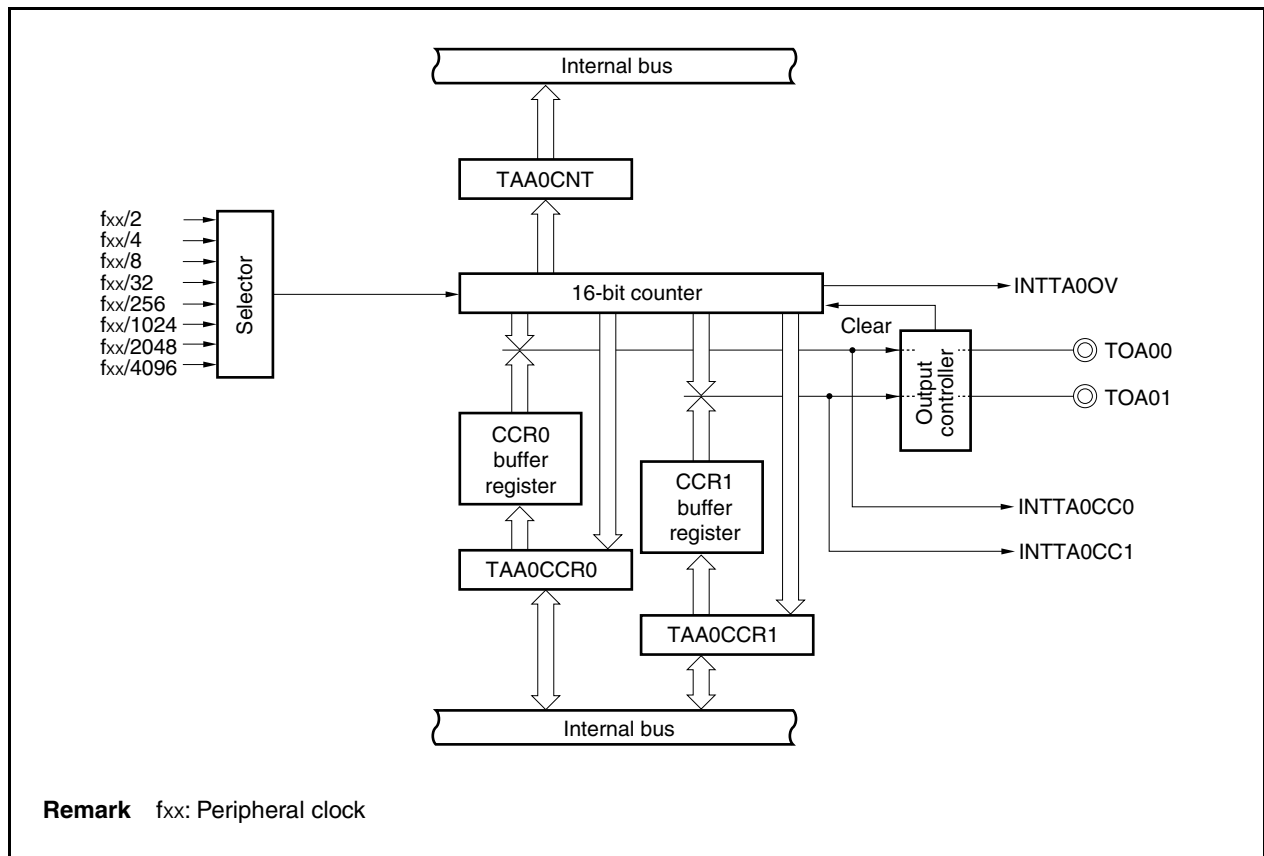 Internal bus
TAA0CNT
fxx/2
fxx/4
fxx/8
fxx/32
fxx/256
fxx/1024
fxx/2048
fxx/4096
Selector
16-bit counter
INTTA0OV
Clear
Output
controller
TOA00
TOA01
CCR0
buffer
register
CCR1
buffer
register
INTTA0CC0
INTTA0CC1
TAA0CCR0
TAA0CCR1
Internal bus
Remark fxx: Peripheral clock